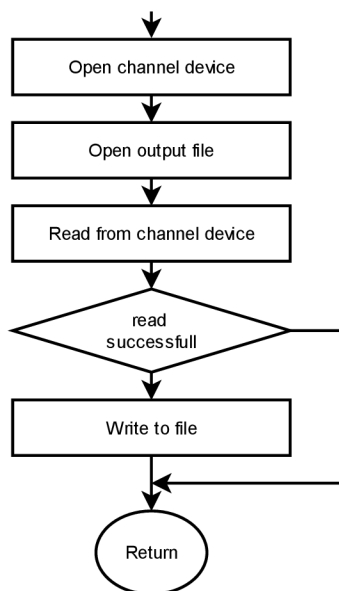 Open channel device
Open output file
Read from channel device
read
successfull
Write to file
Return